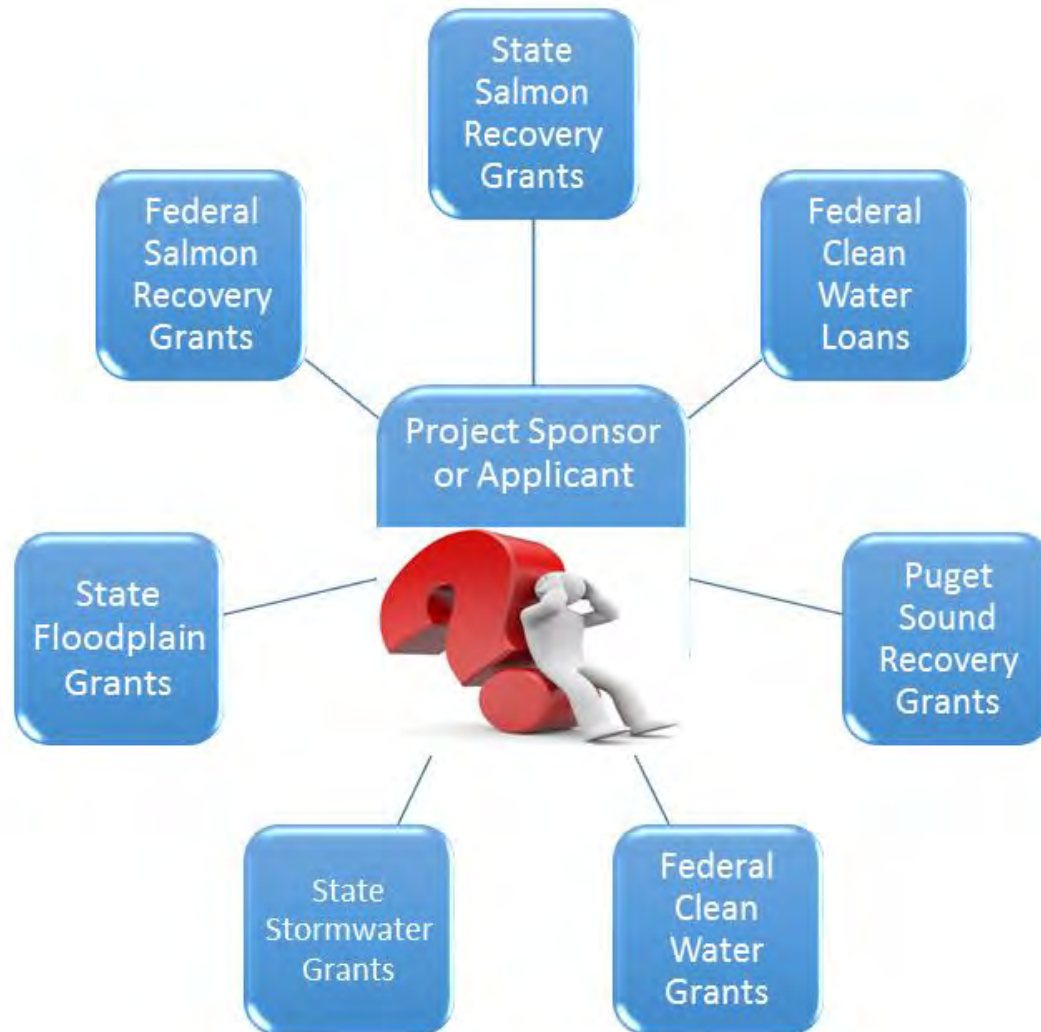 State
Salmon
Recovery
Grants
Federal
Salmon
Recovery
Grants
Federal
Clean
Water
Loans
Project Sponsor
or Applicant
State
Floodplain
Grants
Puget
Sound
Recovery
Grants
State
Stormwater
Grants
Federal
Clean
Water
Grants